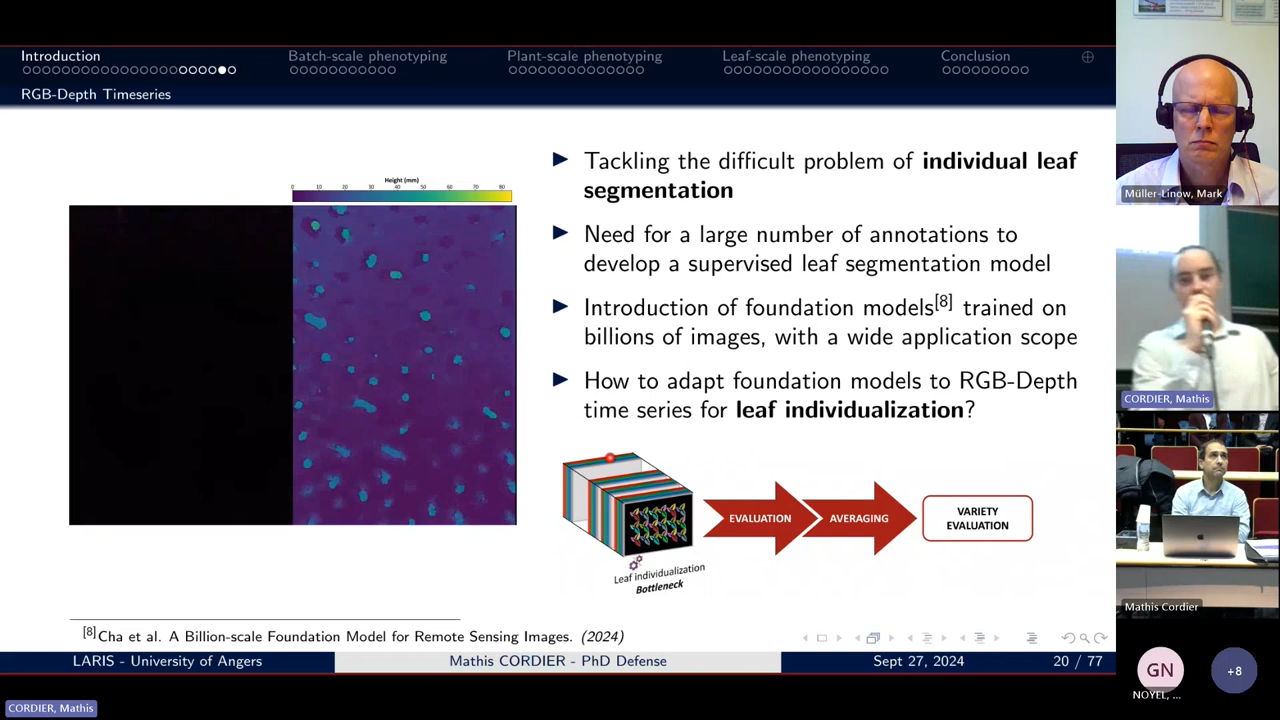 Introduction
Batch-scale phenotyping
Plant-scale phenotyping
Leaf-scale phenotyping
Conclusion
RGB-Depth Timeseries
Height (mm)
0 10 20 30 40 50 60 70 80
▶ Tackling the difficult problem of individual leaf
segmentation
▶ Need for a large number of annotations to
develop a supervised leaf segmentation model
▶ Introduction of foundation models[8] trained on
billions of images, with a wide application scope
▶ How to adapt foundation models to RGB-Depth
time series for leaf individualization?
EVALUATION
AVERAGING
VARIETY
EVALUATION
Leaf individualization
Bottleneck
[8]Cha et al. A Billion-scale Foundation Model for Remote Sensing Images. (2024)
LARIS - University of Angers
Mathis CORDIER - PhD Defense
Sept 27, 2024
20 / 77
CORDIER, Mathis
Müller-Linow, Mark
CORDIER, Mathis
Mathis Cordier
GN
NOYEL, ...
+8